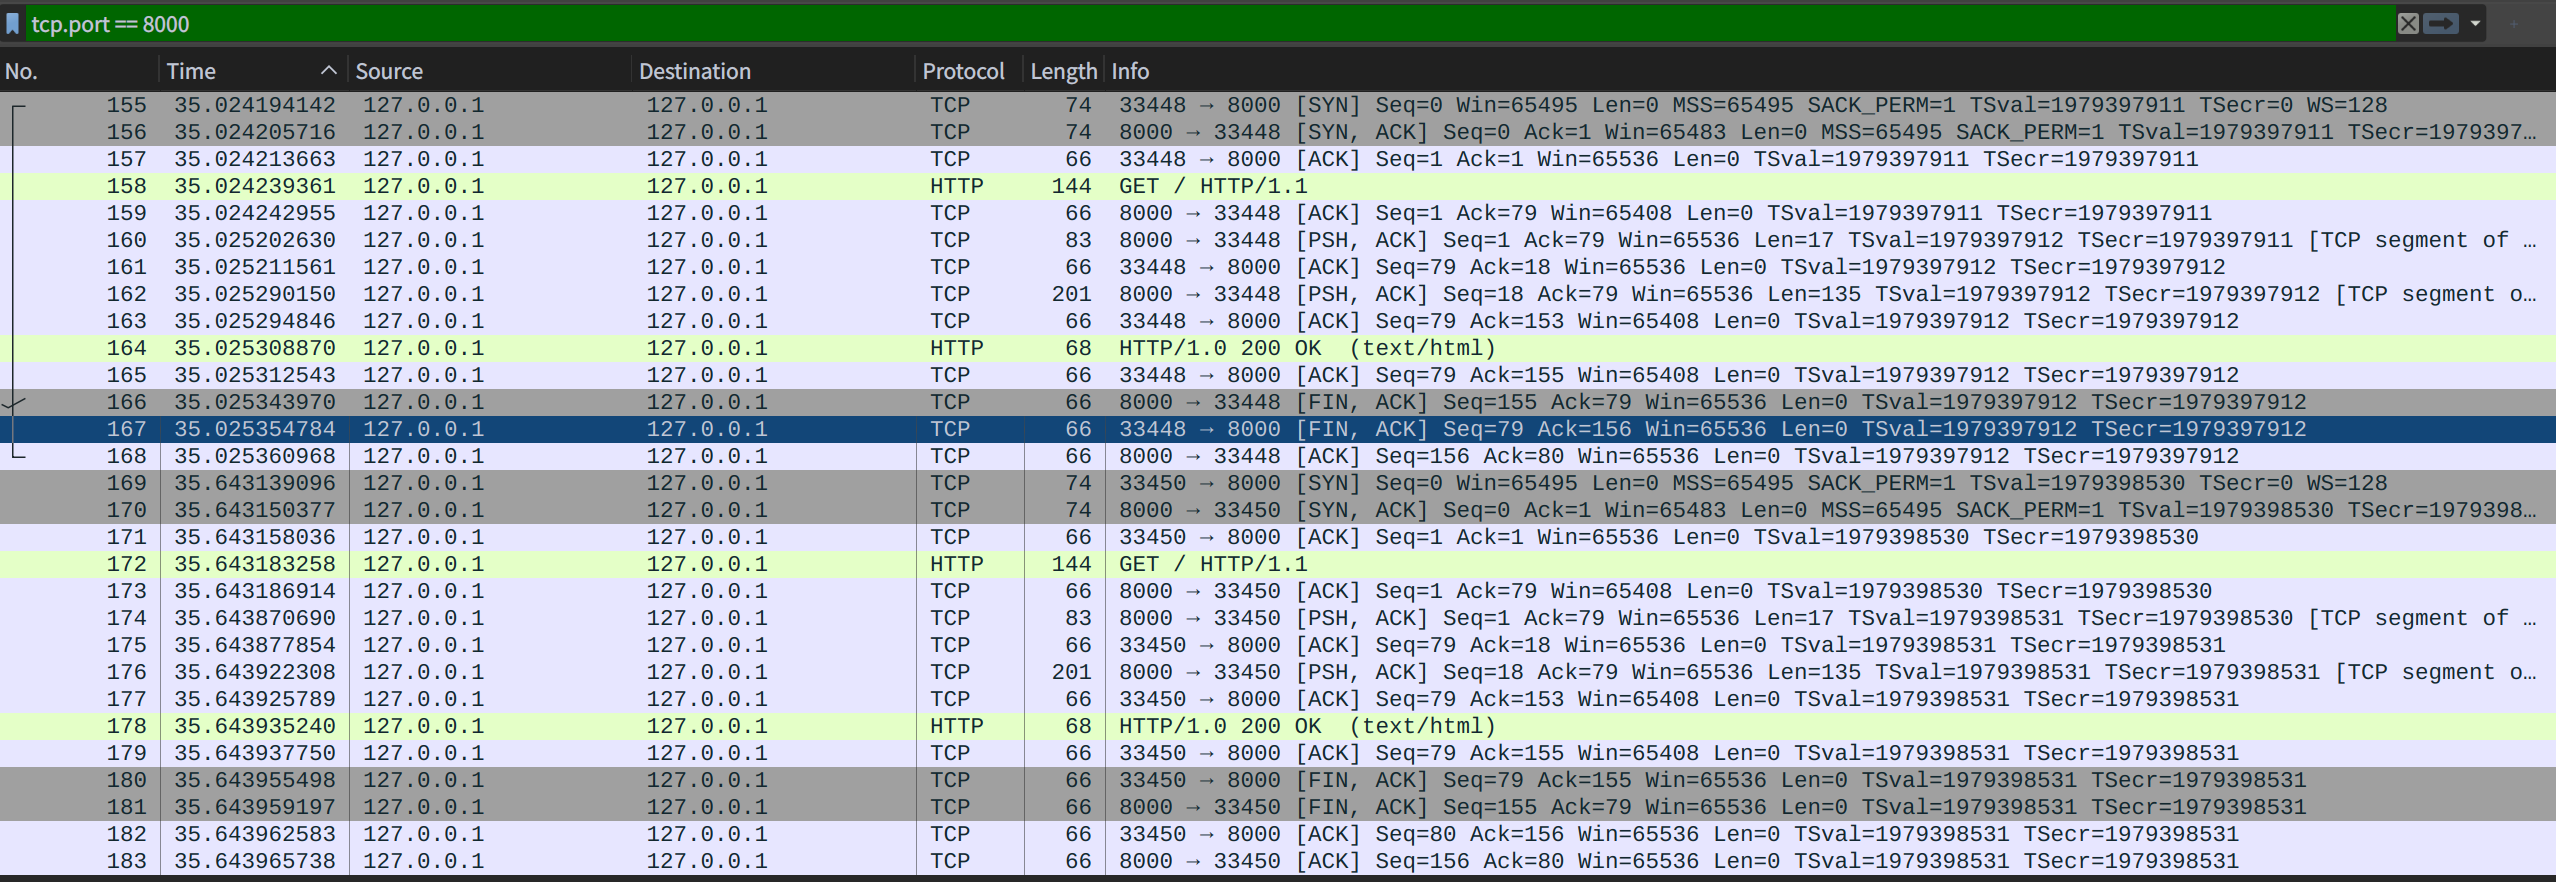 tcp.port == 8000
No. Time Source Destination Protocol Length Info
155 35.024194142 127.0.0.1 127.0.0.1 TCP 74 33448 → 8000 [SYN] Seq=0 Win=65495 Len=0 MSS=65495 SACK_PERM=1 TSval=1979397911 TSecr=0 WS=128
156 35.024205716 127.0.0.1 127.0.0.1 TCP 74 8000 → 33448 [SYN, ACK] Seq=0 Ack=1 Win=65483 Len=0 MSS=65495 SACK_PERM=1 TSval=1979397911 TSecr=1979397…
157 35.024213663 127.0.0.1 127.0.0.1 TCP 66 33448 → 8000 [ACK] Seq=1 Ack=1 Win=65536 Len=0 TSval=1979397911 TSecr=1979397911
158 35.024239361 127.0.0.1 127.0.0.1 HTTP 144 GET / HTTP/1.1
159 35.024242955 127.0.0.1 127.0.0.1 TCP 66 8000 → 33448 [ACK] Seq=1 Ack=79 Win=65408 Len=0 TSval=1979397911 TSecr=1979397911
160 35.025202630 127.0.0.1 127.0.0.1 TCP 83 8000 → 33448 [PSH, ACK] Seq=1 Ack=79 Win=65536 Len=17 TSval=1979397912 TSecr=1979397911 [TCP segment of …
161 35.025211561 127.0.0.1 127.0.0.1 TCP 66 33448 → 8000 [ACK] Seq=79 Ack=18 Win=65536 Len=0 TSval=1979397912 TSecr=1979397912
162 35.025290150 127.0.0.1 127.0.0.1 TCP 201 8000 → 33448 [PSH, ACK] Seq=18 Ack=79 Win=65536 Len=135 TSval=1979397912 TSecr=1979397912 [TCP segment o…
163 35.025294846 127.0.0.1 127.0.0.1 TCP 66 33448 → 8000 [ACK] Seq=79 Ack=153 Win=65408 Len=0 TSval=1979397912 TSecr=1979397912
164 35.025308870 127.0.0.1 127.0.0.1 HTTP 68 HTTP/1.0 200 OK (text/html)
165 35.025312543 127.0.0.1 127.0.0.1 TCP 66 33448 → 8000 [ACK] Seq=79 Ack=155 Win=65408 Len=0 TSval=1979397912 TSecr=1979397912
166 35.025343970 127.0.0.1 127.0.0.1 TCP 66 8000 → 33448 [FIN, ACK] Seq=155 Ack=79 Win=65536 Len=0 TSval=1979397912 TSecr=1979397912
167 35.025354784 127.0.0.1 127.0.0.1 TCP 66 33448 → 8000 [FIN, ACK] Seq=79 Ack=156 Win=65536 Len=0 TSval=1979397912 TSecr=1979397912
168 35.025360968 127.0.0.1 127.0.0.1 TCP 66 8000 → 33448 [ACK] Seq=156 Ack=80 Win=65536 Len=0 TSval=1979397912 TSecr=1979397912
169 35.643139096 127.0.0.1 127.0.0.1 TCP 74 33450 → 8000 [SYN] Seq=0 Win=65495 Len=0 MSS=65495 SACK_PERM=1 TSval=1979398530 TSecr=0 WS=128
170 35.643150377 127.0.0.1 127.0.0.1 TCP 74 8000 → 33450 [SYN, ACK] Seq=0 Ack=1 Win=65483 Len=0 MSS=65495 SACK_PERM=1 TSval=1979398530 TSecr=1979398…
171 35.643158036 127.0.0.1 127.0.0.1 TCP 66 33450 → 8000 [ACK] Seq=1 Ack=1 Win=65536 Len=0 TSval=1979398530 TSecr=1979398530
172 35.643183258 127.0.0.1 127.0.0.1 HTTP 144 GET / HTTP/1.1
173 35.643186914 127.0.0.1 127.0.0.1 TCP 66 8000 → 33450 [ACK] Seq=1 Ack=79 Win=65408 Len=0 TSval=1979398530 TSecr=1979398530
174 35.643870690 127.0.0.1 127.0.0.1 TCP 83 8000 → 33450 [PSH, ACK] Seq=1 Ack=79 Win=65536 Len=17 TSval=1979398531 TSecr=1979398530 [TCP segment of …
175 35.643877854 127.0.0.1 127.0.0.1 TCP 66 33450 → 8000 [ACK] Seq=79 Ack=18 Win=65536 Len=0 TSval=1979398531 TSecr=1979398531
176 35.643922308 127.0.0.1 127.0.0.1 TCP 201 8000 → 33450 [PSH, ACK] Seq=18 Ack=79 Win=65536 Len=135 TSval=1979398531 TSecr=1979398531 [TCP segment o…
177 35.643925789 127.0.0.1 127.0.0.1 TCP 66 33450 → 8000 [ACK] Seq=79 Ack=153 Win=65408 Len=0 TSval=1979398531 TSecr=1979398531
178 35.643935240 127.0.0.1 127.0.0.1 HTTP 68 HTTP/1.0 200 OK (text/html)
179 35.643937750 127.0.0.1 127.0.0.1 TCP 66 33450 → 8000 [ACK] Seq=79 Ack=155 Win=65408 Len=0 TSval=1979398531 TSecr=1979398531
180 35.643955498 127.0.0.1 127.0.0.1 TCP 66 33450 → 8000 [FIN, ACK] Seq=79 Ack=155 Win=65536 Len=0 TSval=1979398531 TSecr=1979398531
181 35.643959197 127.0.0.1 127.0.0.1 TCP 66 8000 → 33450 [FIN, ACK] Seq=155 Ack=79 Win=65536 Len=0 TSval=1979398531 TSecr=1979398531
182 35.643962583 127.0.0.1 127.0.0.1 TCP 66 33450 → 8000 [ACK] Seq=80 Ack=156 Win=65536 Len=0 TSval=1979398531 TSecr=1979398531
183 35.643965738 127.0.0.1 127.0.0.1 TCP 66 8000 → 33450 [ACK] Seq=156 Ack=80 Win=65536 Len=0 TSval=1979398531 TSecr=1979398531